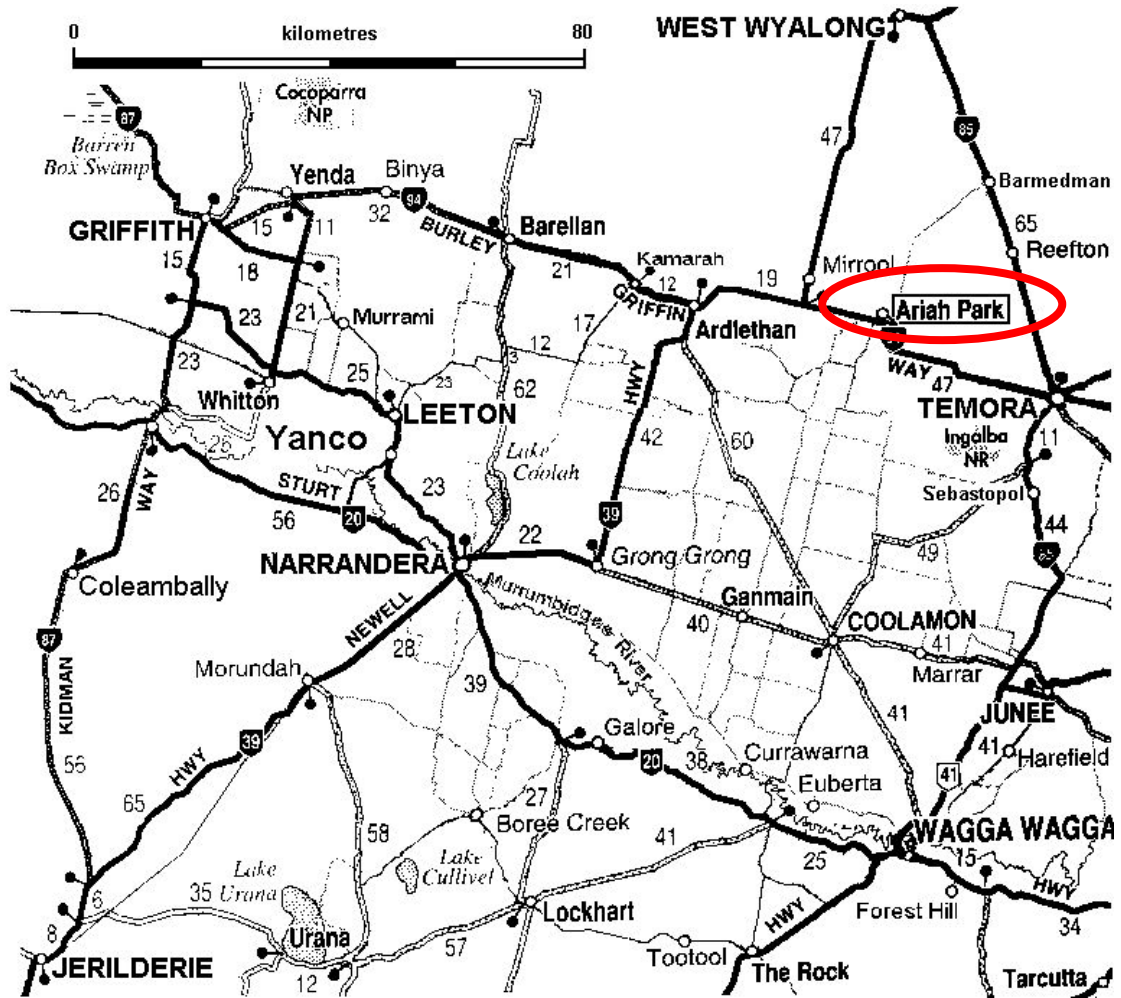 0 80
kilometres
WEST WYALONG
Cocoparra
NP
87
Barren
Box Swamp
47
85
Yenda
Binya
Barmedman
94
32
15
11
BURLEY
Barellan
65
GRIFFITH
Reefton
15
18
21
Kamarah
12
GRIFFIN
19
Mirrool
Ariah Park
23
21
Murrami
17
Ardlethan
WAY
47
23
12
3
62
25
23
HWY
Whitton
LEETON
TEMORA
Yanco
26
Lake
Coolah
42
60
Ingalba
NR
11
26
WAY
STURT
20
23
Sebastopol
56
39
44
22
49
85
NARRANDERA
Grong Grong
Coleambally
Murrumbidgee River
Ganmain
COOLAMON
NEWELL
40
41
87
28
Marrar
KIDMAN
Morundah
39
41
JUNEE
39
Galore
41
Harefield
HWY
20
38
Currawarna
41
56
Euberta
65
27
58
Boree Creek
41
WAGGA WAGGA
25
15
Lake
Cullivel
HWY
Lake
Urana
35
6
Forest Hill
34
Lockhart
HWY
8
Urana
57
JERILDERIE
12
Tootool
The Rock
Tarcutta